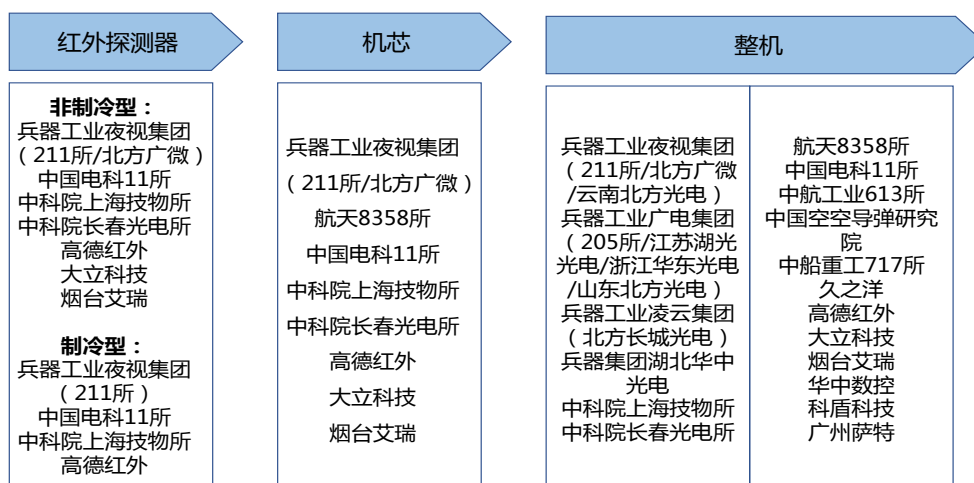 红外探测器
机芯
整机
非制冷型：
兵器工业夜视集团
（211所/北方广微）
中国电科11所
中科院上海技物所
中科院长春光电所
高德红外
大立科技
烟台艾瑞
制冷型：
兵器工业夜视集团
（211所）
中国电科11所
中科院上海技物所
高德红外
兵器工业夜视集团
（211所/北方广微）
航天8358所
中国电科11所
中科院上海技物所
中科院长春光电所
高德红外
大立科技
烟台艾瑞
兵器工业夜视集团
（211所/北方广微
/云南北方光电）
兵器工业广电集团
（205所/江苏湖光
光电/浙江华东光电
/山东北方光电）
兵器工业凌云集团
（北方长城光电）
兵器集团湖北华中
光电
中科院上海技物所
中科院长春光电所
航天8358所
中国电科11所
中航工业613所
中国空空导弹研究
院
中船重工717所
久之洋
高德红外
大立科技
烟台艾瑞
华中数控
科盾科技
广州萨特